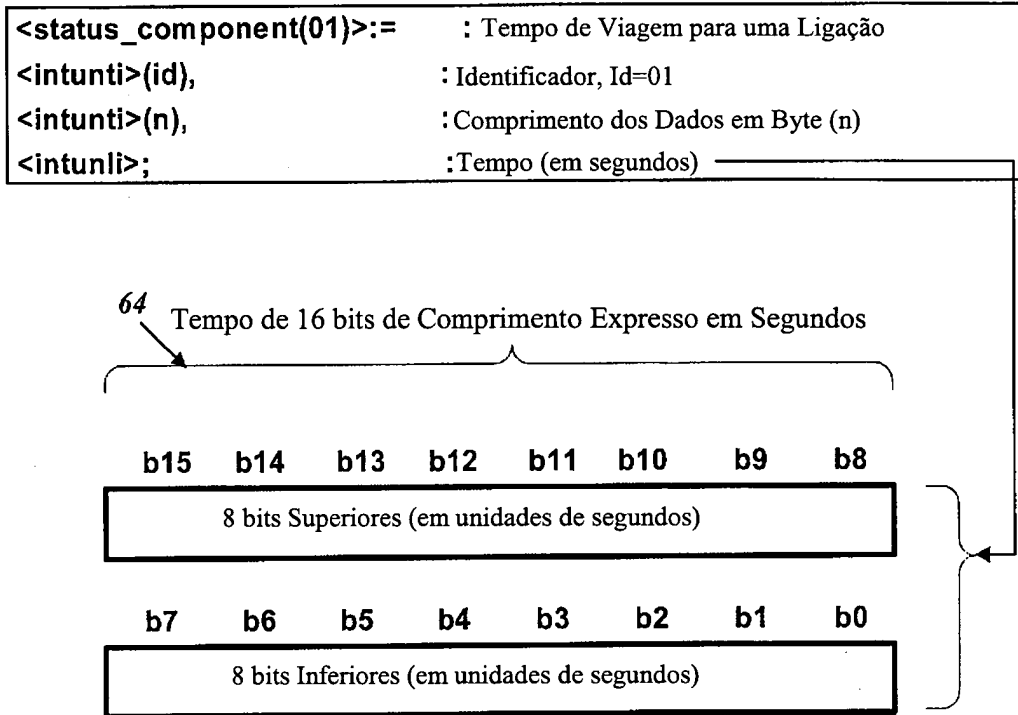 <status_component(01)>:= : Tempo de Viagem para uma Ligação
<intunti>(id), : Identificador, Id=01
<intunti>(n), : Comprimento dos Dados em Byte (n)
<intunli>; : Tempo (em segundos)
64
Tempo de 16 bits de Comprimento Expresso em Segundos
b15 b14 b13 b12 b11 b10 b9 b8
8 bits Superiores (em unidades de segundos)
b7 b6 b5 b4 b3 b2 b1 b0
8 bits Inferiores (em unidades de segundos)